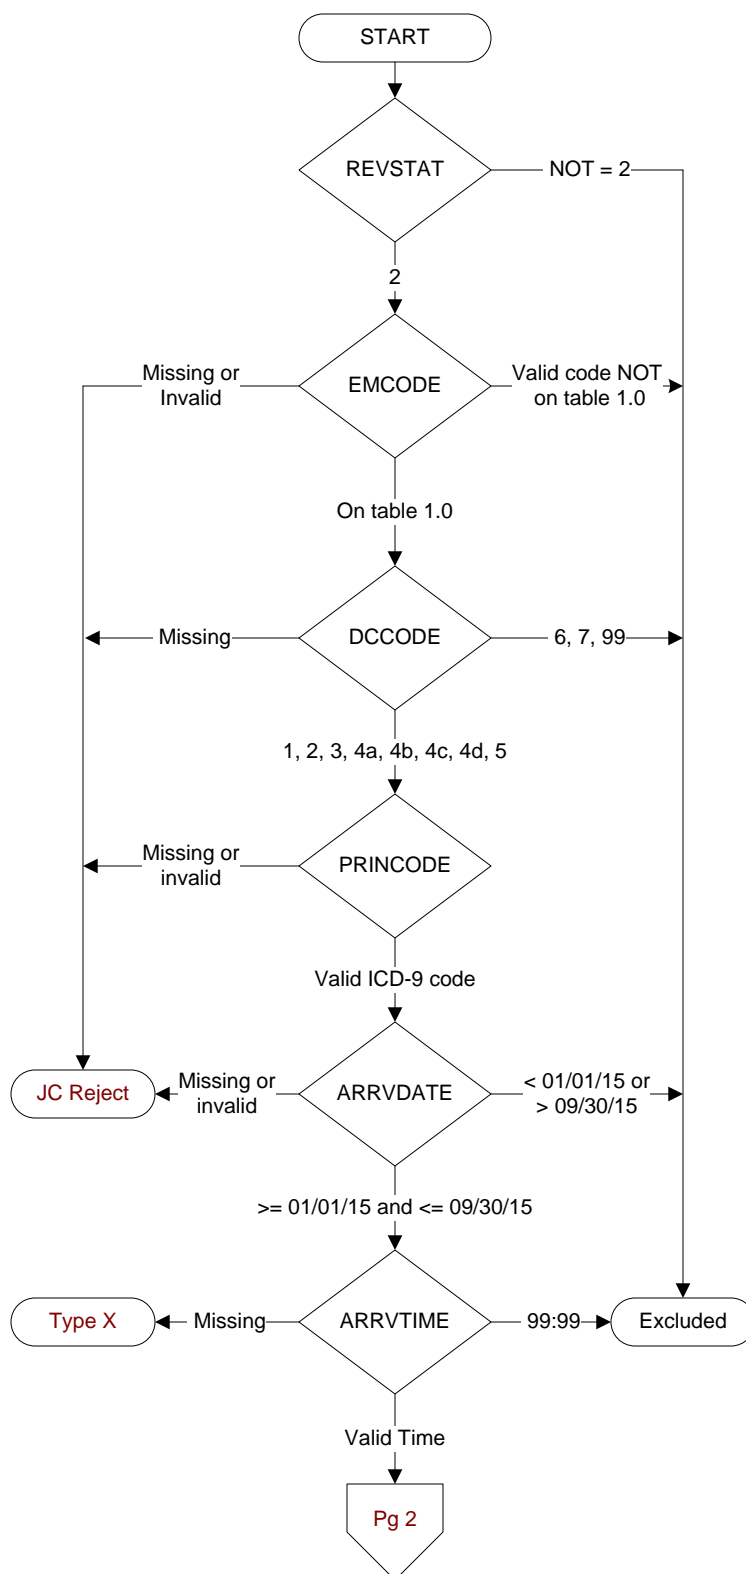 START
REVSTAT
NOT = 2
2
Missing or
Invalid
EMCODE
Valid code NOT
on table 1.0
On table 1.0
Missing
DCCODE
6, 7, 99
1, 2, 3, 4a, 4b, 4c, 4d, 5
Missing or
invalid
PRINCODE
Valid ICD-9 code
JC Reject
Missing or
invalid
ARRVDATE
< 01/01/15 or
> 09/30/15
>= 01/01/15 and <= 09/30/15
Type X
Missing
ARRVTIME
99:99
Excluded
Valid Time
Pg 2